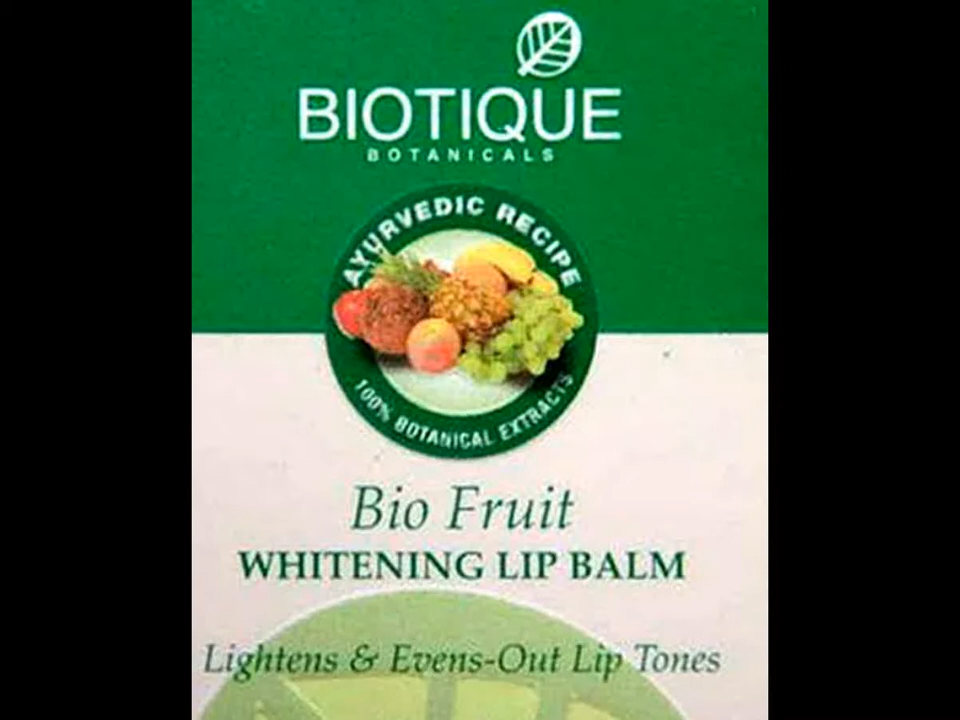 BIOTIQUE
BOTANICALS
AYURVEDIC RECIPE
100% BOTANICAL EXTRACTS
Bio Fruit
WHITENING LIP BALM
Lightens & Evens-Out Lip Tones